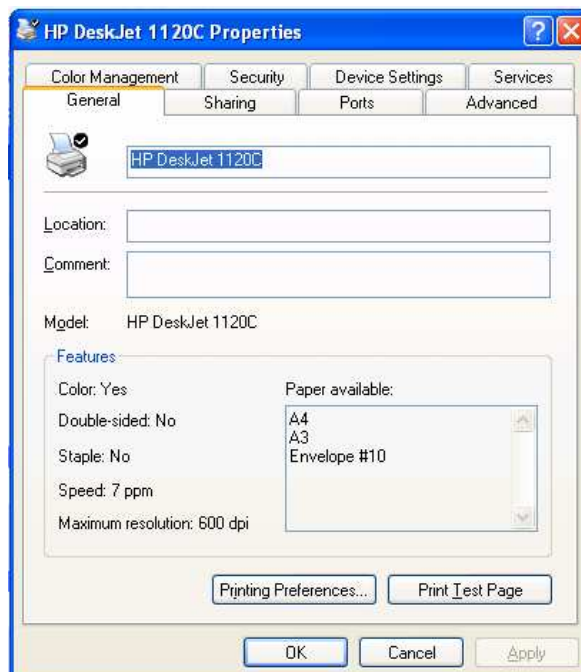 HP DeskJet 1120C Properties
Color Management Security Device Settings Services
General Sharing Ports Advanced
HP DeskJet 1120C
Location:
Comment:
Model: HP DeskJet 1120C
Features
Color: Yes
Paper available:
Double-sided: No
A4
A3
Staple: No
Envelope #10
Speed: 7 ppm
Maximum resolution: 600 dpi
Printing Preferences... Print Test Page
OK Cancel Apply